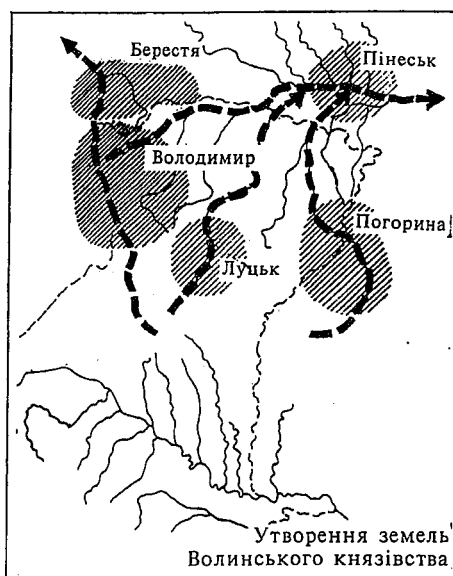 Берестя
Пінеськ
Володимир
Погорина
Луцьк
Утворення земель
Волинського князівства